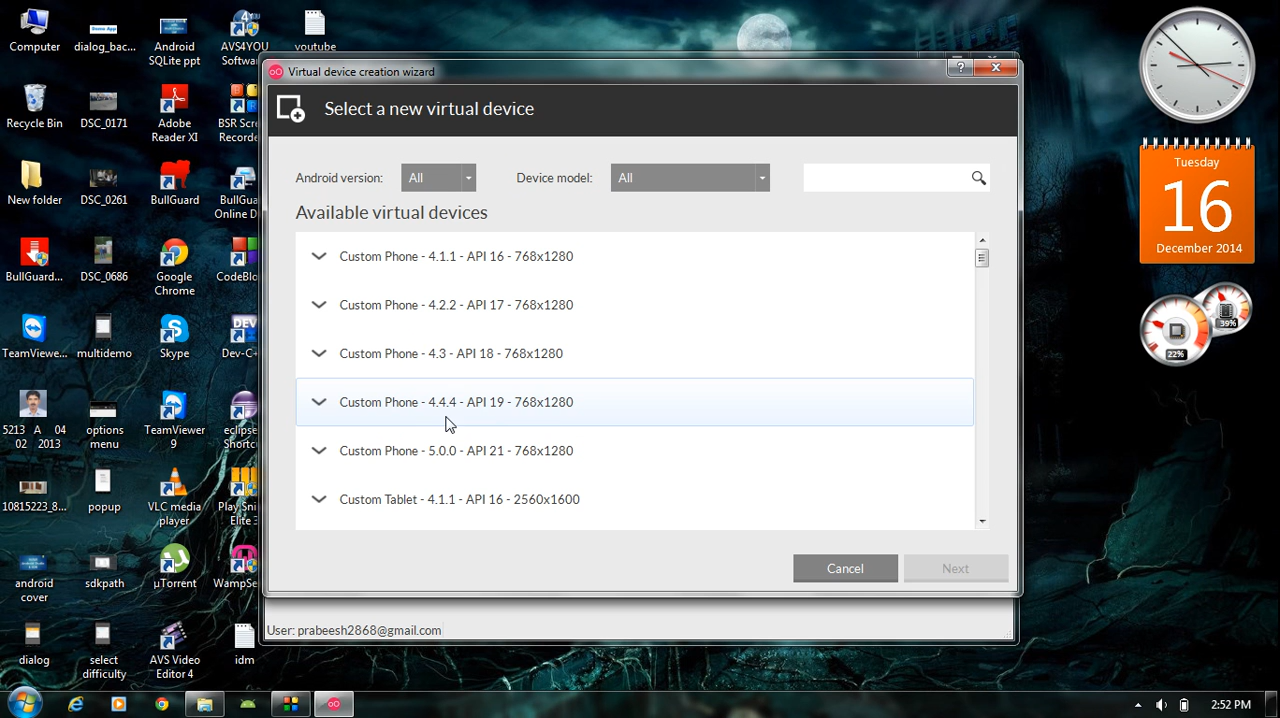 Computer
dialog_bac...
Android
SQLite ppt
AVS4YOU
Softwa...
youtube
Recycle Bin
DSC_0171
Adobe
Reader XI
BSR Scre
Recorde
New folder
DSC_0261
BullGuard
BullGua
Online D
BullGuard...
DSC_0686
Google
Chrome
CodeBlo
TeamViewe...
multidemo
Skype
Dev-C+
5213 A 04
02 2013
options
menu
TeamViewer
9
eclipse
Shortc
10815223_8...
popup
VLC media
player
Play Sni
Elite 3
android
cover
sdkpath
µTorrent
WampSe
dialog
select
difficulty
AVS Video
Editor 4
idm
Virtual device creation wizard
Select a new virtual device
Android version:
All
Device model:
All
Available virtual devices
Custom Phone - 4.1.1 - API 16 - 768x1280
Custom Phone - 4.2.2 - API 17 - 768x1280
Custom Phone - 4.3 - API 18 - 768x1280
Custom Phone - 4.4.4 - API 19 - 768x1280
Custom Phone - 5.0.0 - API 21 - 768x1280
Custom Tablet - 4.1.1 - API 16 - 2560x1600
Cancel
Next
User: prabeesh2868@gmail.com
Tuesday
16
December 2014
39%
22%
2:52 PM